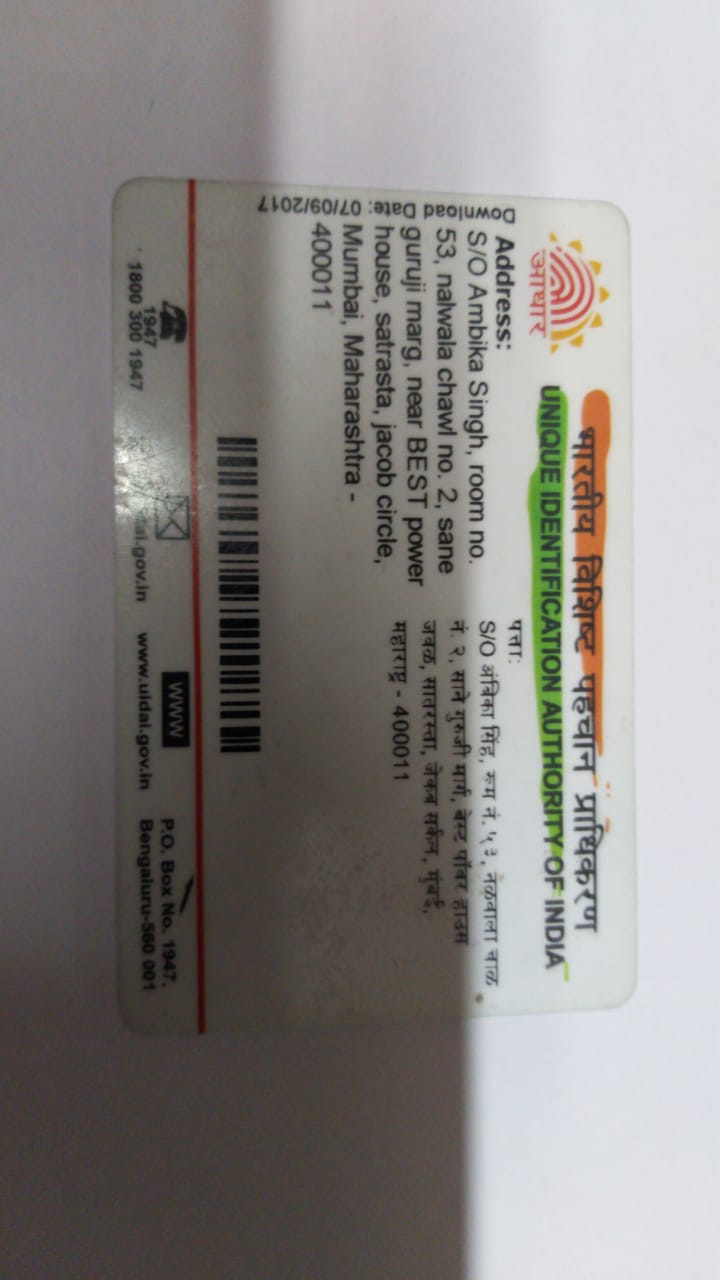 आधार
भारतीय विशिष्ट पहचान प्राधिकरण
UNIQUE IDENTIFICATION AUTHORITY OF INDIA
Download Date: 07/09/2017
Address:
S/O Ambika Singh, room no.
53, nalwala chawl no. 2, sane
guruji marg, near BEST power
house, satrasta, jacob circle,
Mumbai, Maharashtra -
400011
पत्ता:
S/O अंबिका सिंह, रूम नं. ५३, नळवाला चाळ
नं. २, साने गुरुजी मार्ग, बेस्ट पॉवर हाउस
जवळ, सातरस्ता, जेकब सर्कल, मुंबई,
महाराष्ट्र - 400011
1947
1800 300 1947
.gov.in
WWW
www.uidai.gov.in
P.O. Box No. 1947,
Bengaluru-560 001